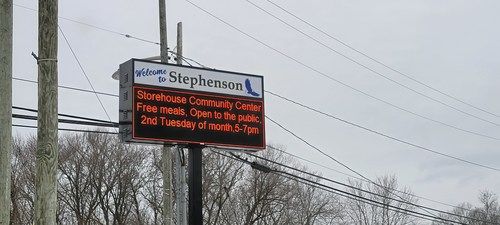 Welcome
to Stephenson
Storehouse Community Center
Free meals, Open to the public,
2nd Tuesday of month,5-7pm